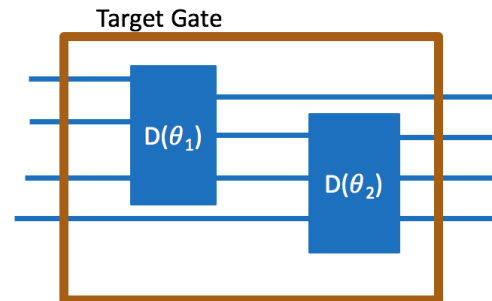 Target Gate
D(θ₁)
D(θ₂)